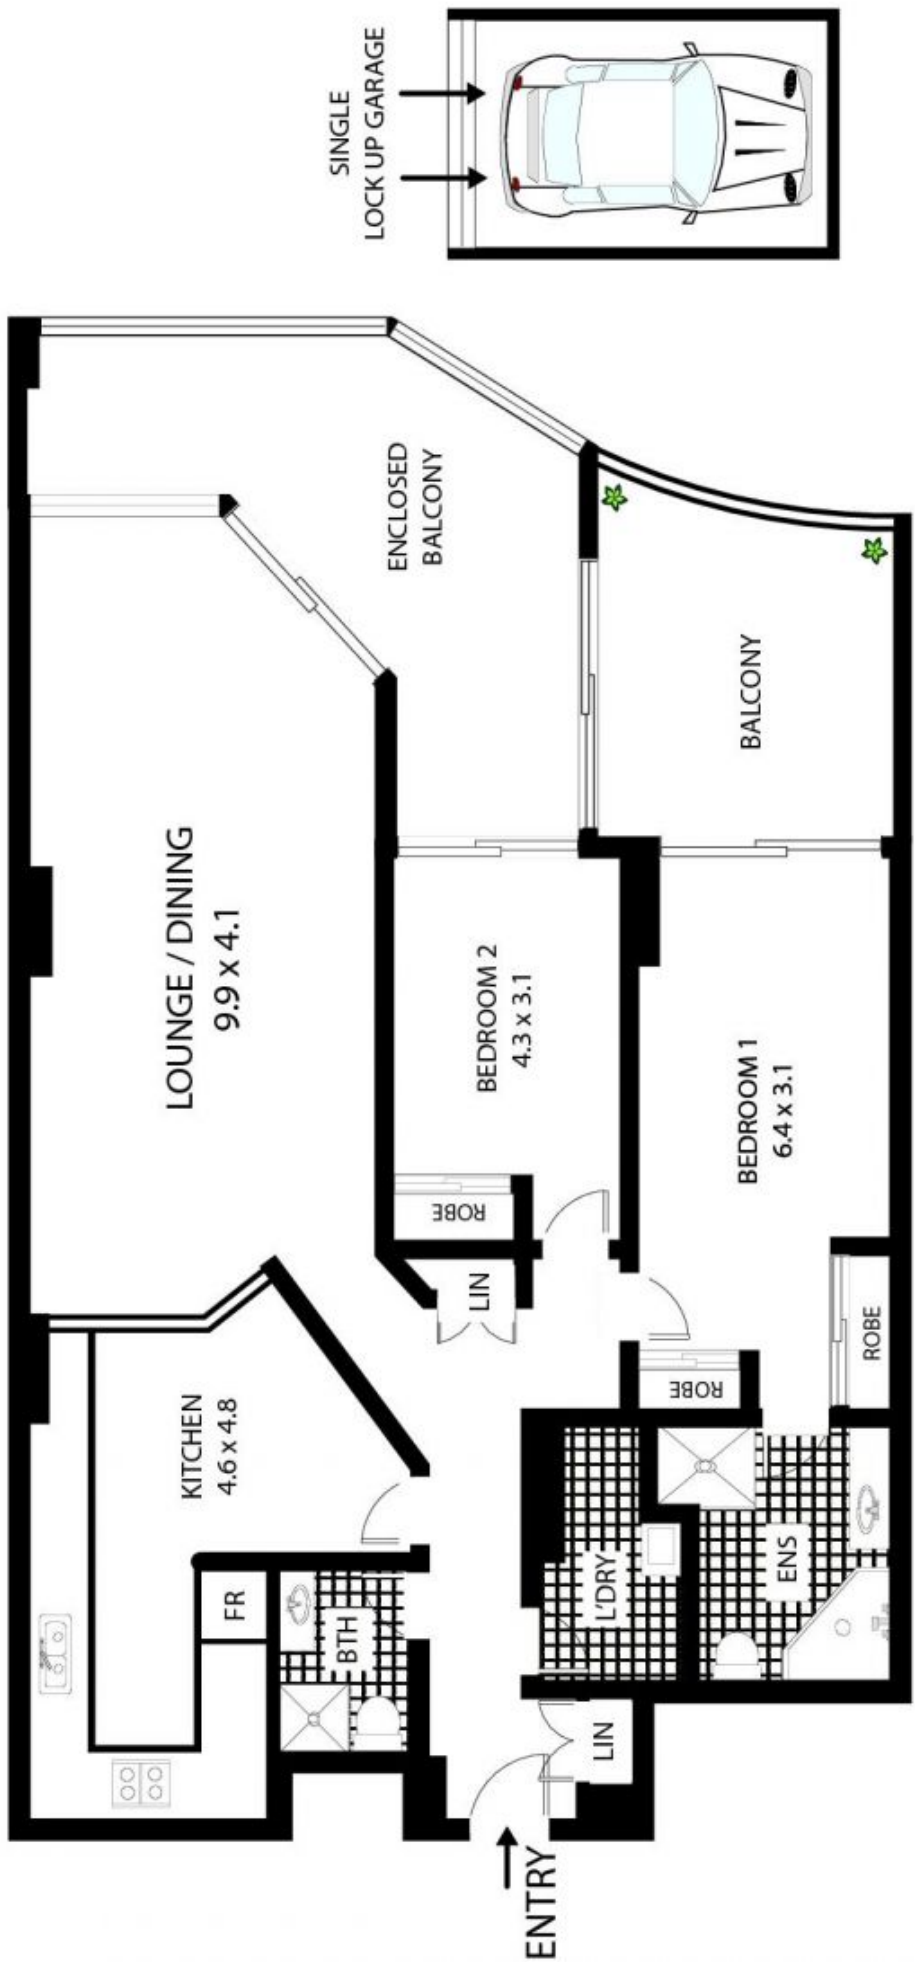 SINGLE
LOCK UP GARAGE
ENCLOSED
BALCONY
BALCONY
LOUNGE / DINING
9.9 x 4.1
BEDROOM 2
4.3 x 3.1
BEDROOM 1
6.4 x 3.1
ROBE
LIN
ROBE
ROBE
KITCHEN
4.6 x 4.8
FR
BTH
L'DRY
ENS
LIN
ENTRY